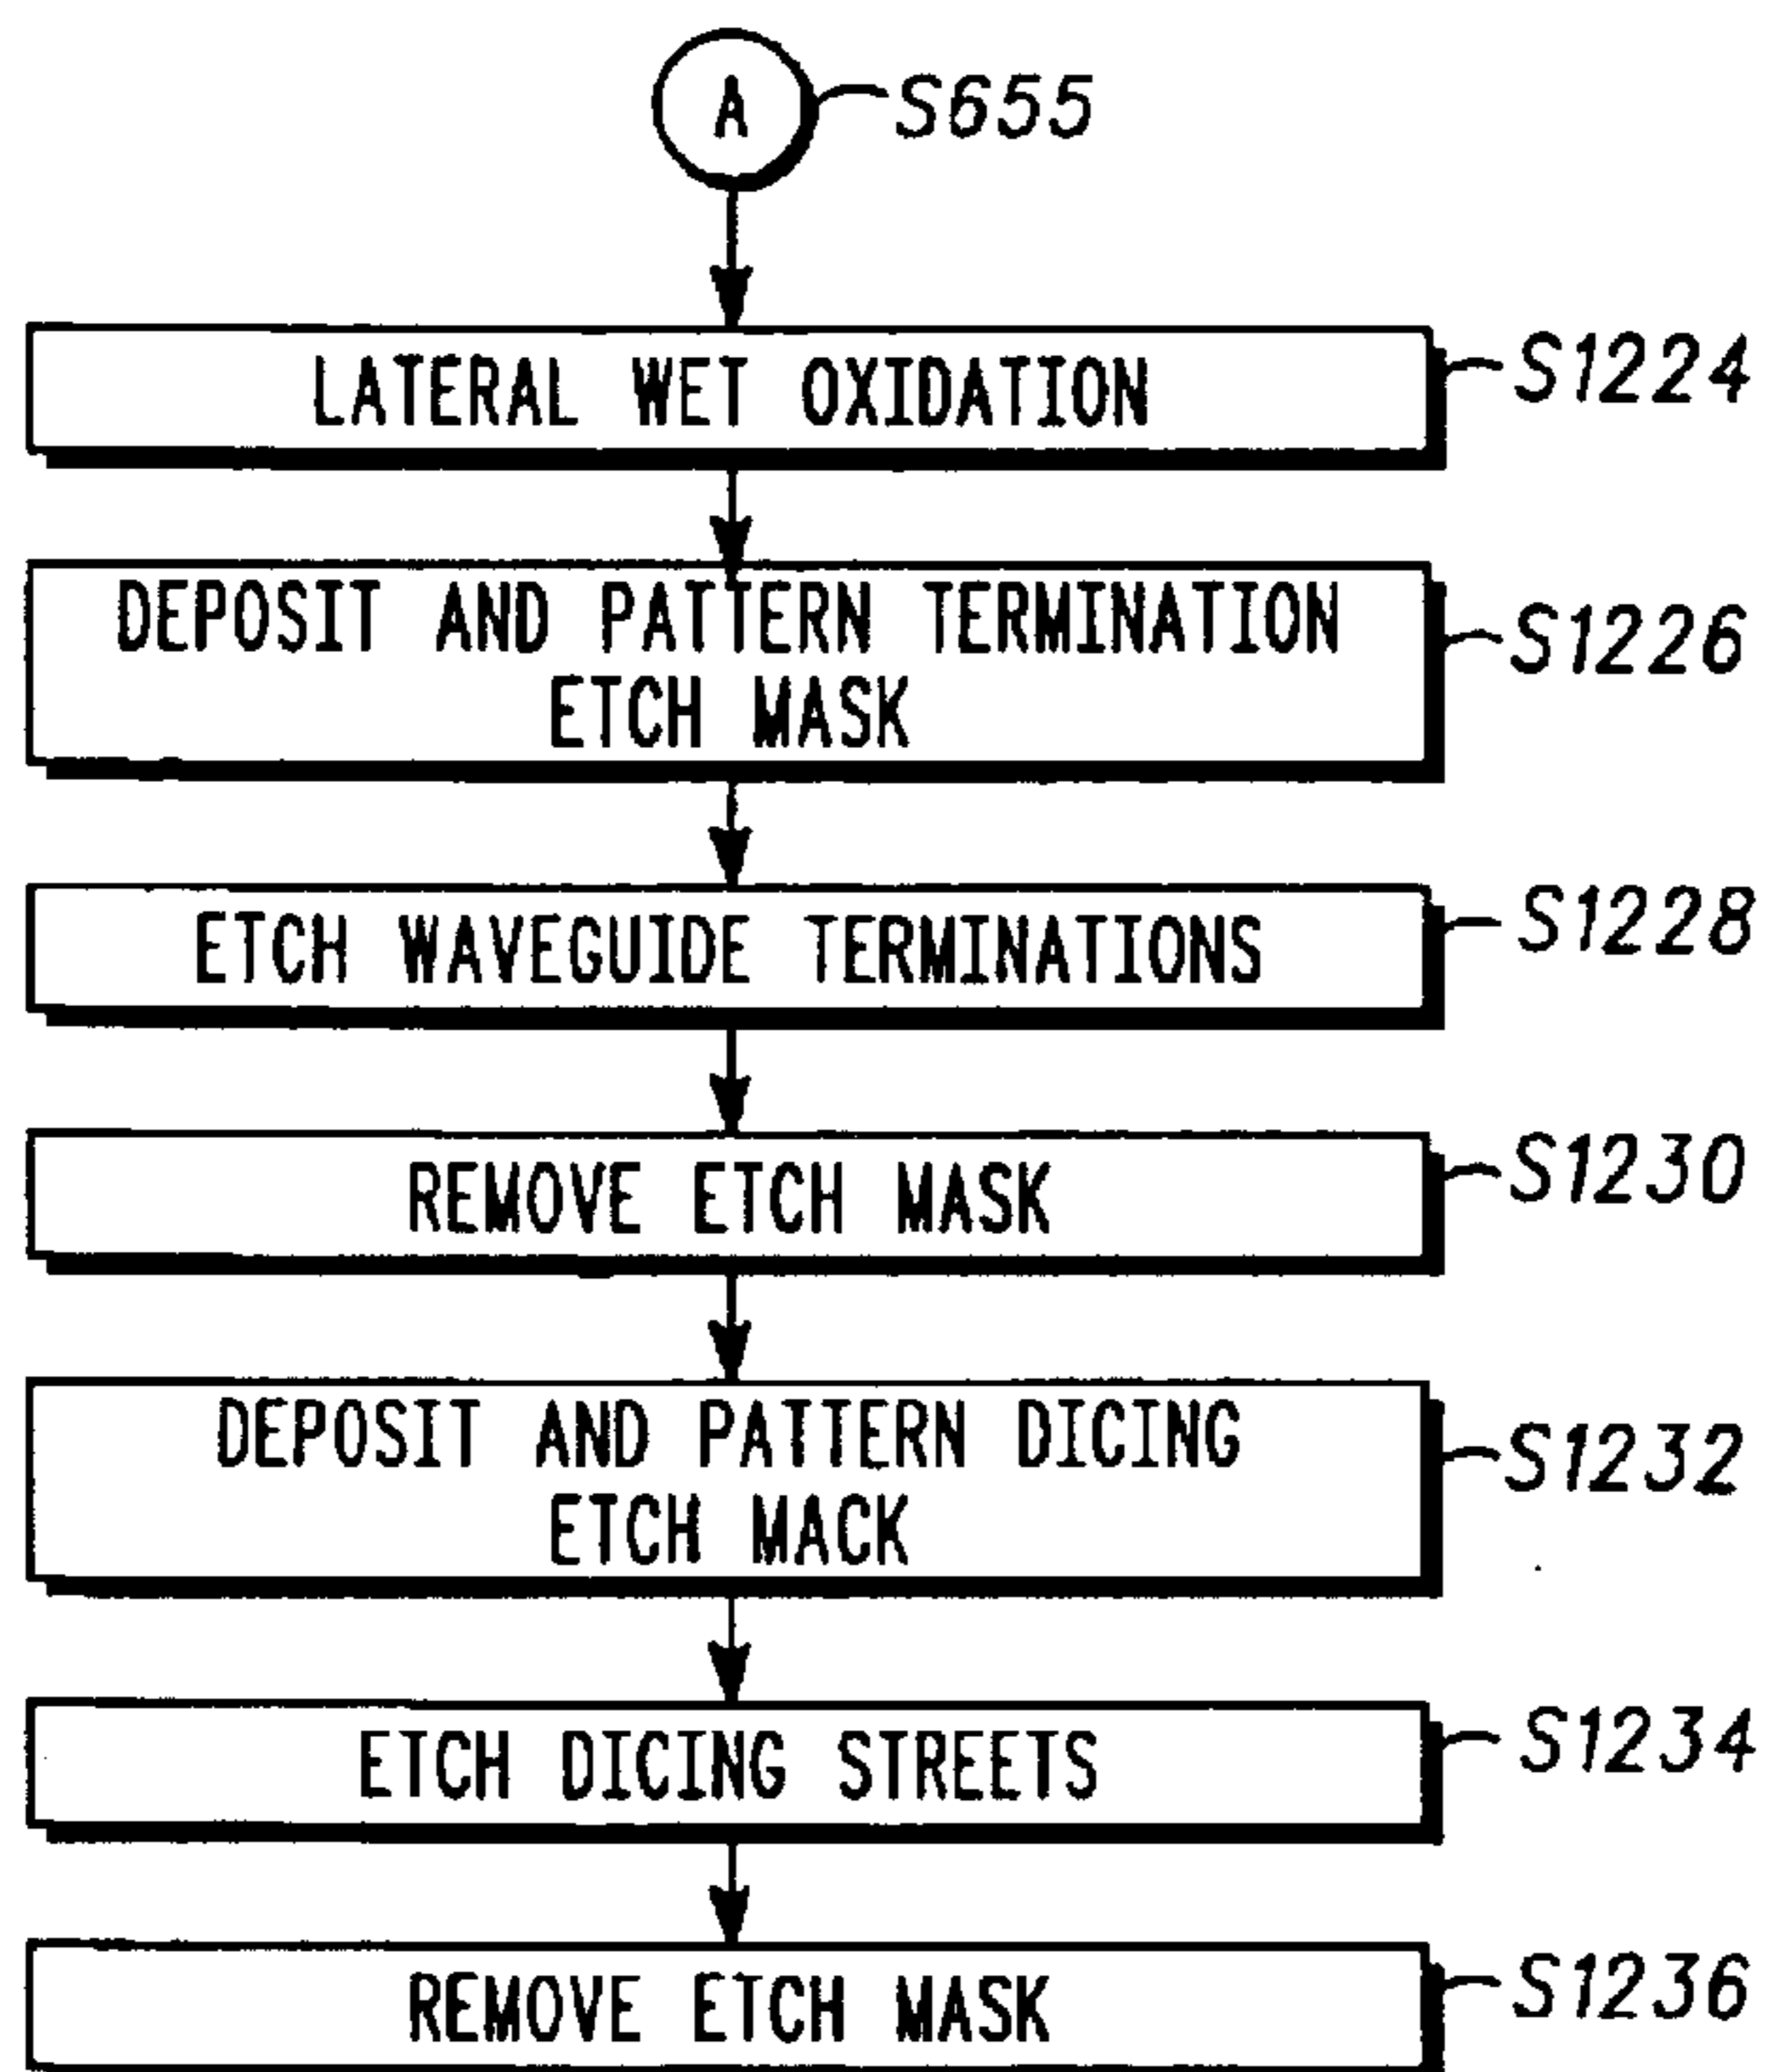 A
S655
LATERAL WET OXIDATION
S1224
DEPOSIT AND PATTERN TERMINATION
ETCH MASK
S1226
ETCH WAVEGUIDE TERMINATIONS
S1228
REMOVE ETCH MASK
S1230
DEPOSIT AND PATTERN DICING
ETCH MACK
S1232
ETCH DICING STREETS
S1234
REMOVE ETCH MASK
S1236